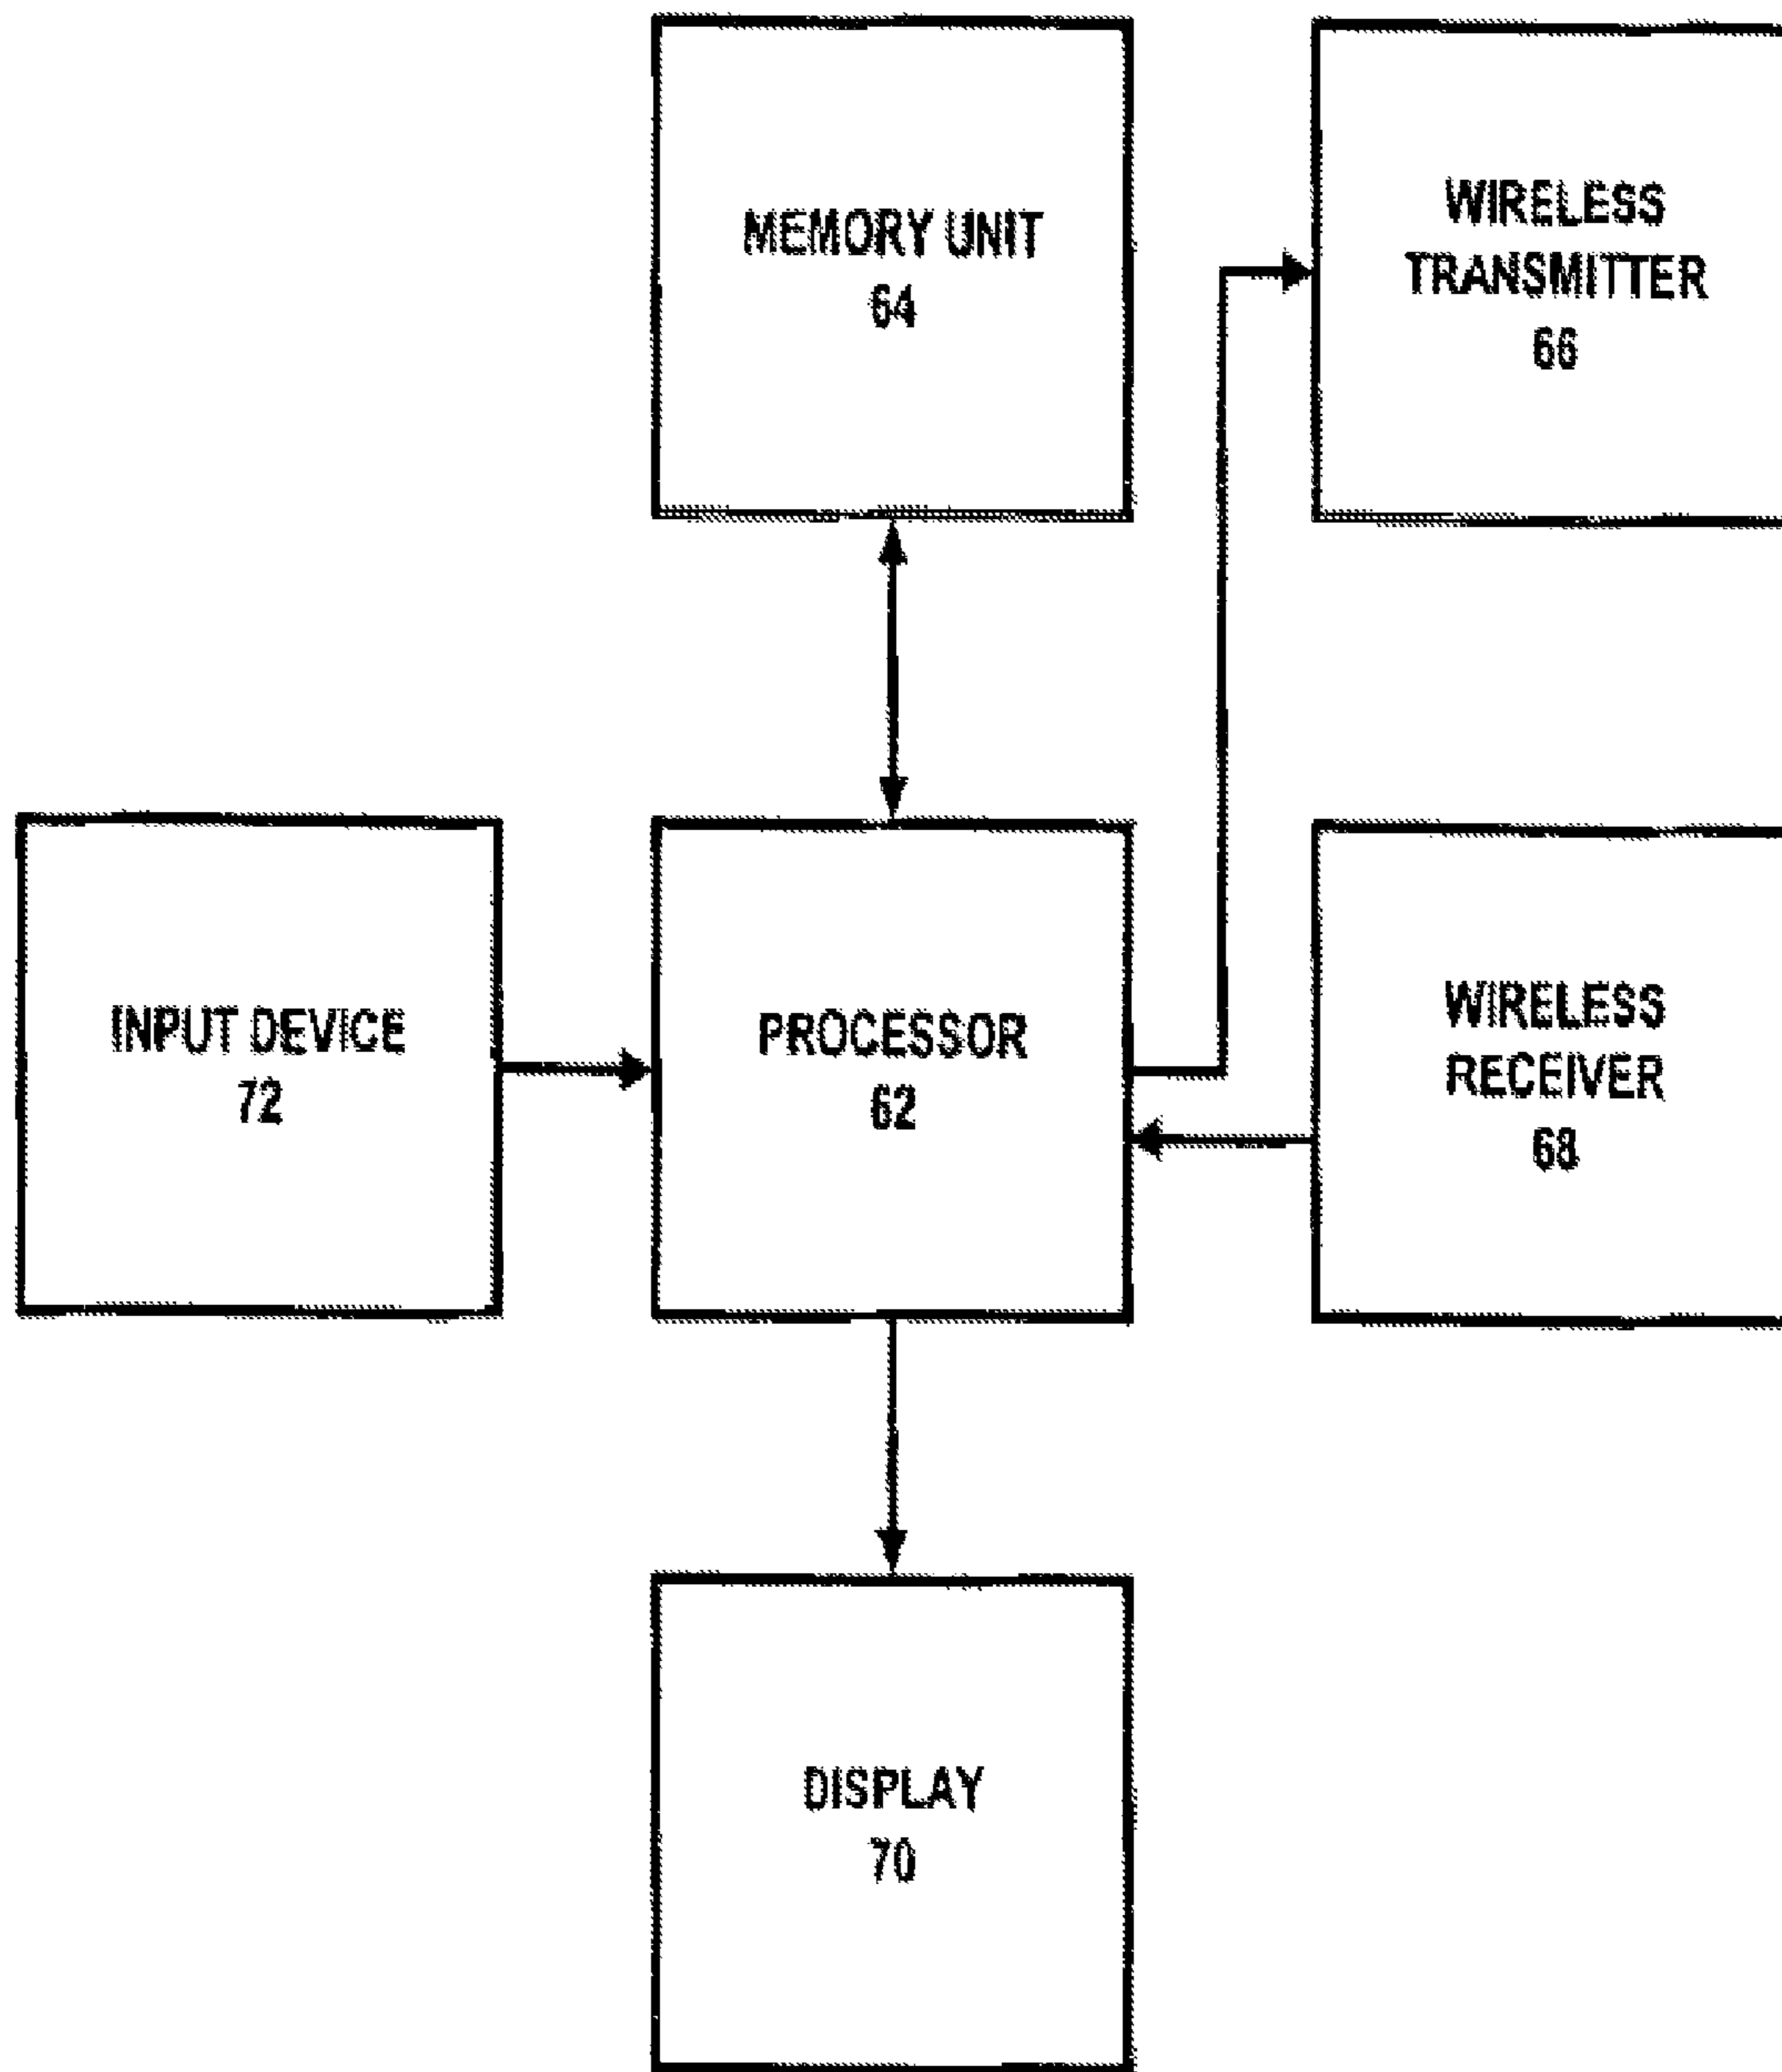 MEMORY UNIT
64
WIRELESS
TRANSMITTER
66
INPUT DEVICE
72
PROCESSOR
62
WIRELESS
RECEIVER
68
DISPLAY
70